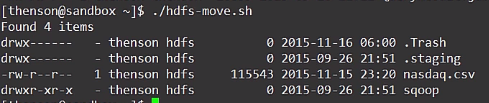 [thenson@sandbox ~]$ ./hdfs-move.sh
Found 4 items
drwx------   - thenson hdfs          0 2015-11-16 06:00 .Trash
drwx------   - thenson hdfs          0 2015-09-26 21:51 .staging
-rw-r--r--   1 thenson hdfs     115543 2015-11-15 23:20 nasdaq.csv
drwxr-xr-x   - thenson hdfs          0 2015-09-26 21:51 sqoop
[thenson@sandbox ~]$